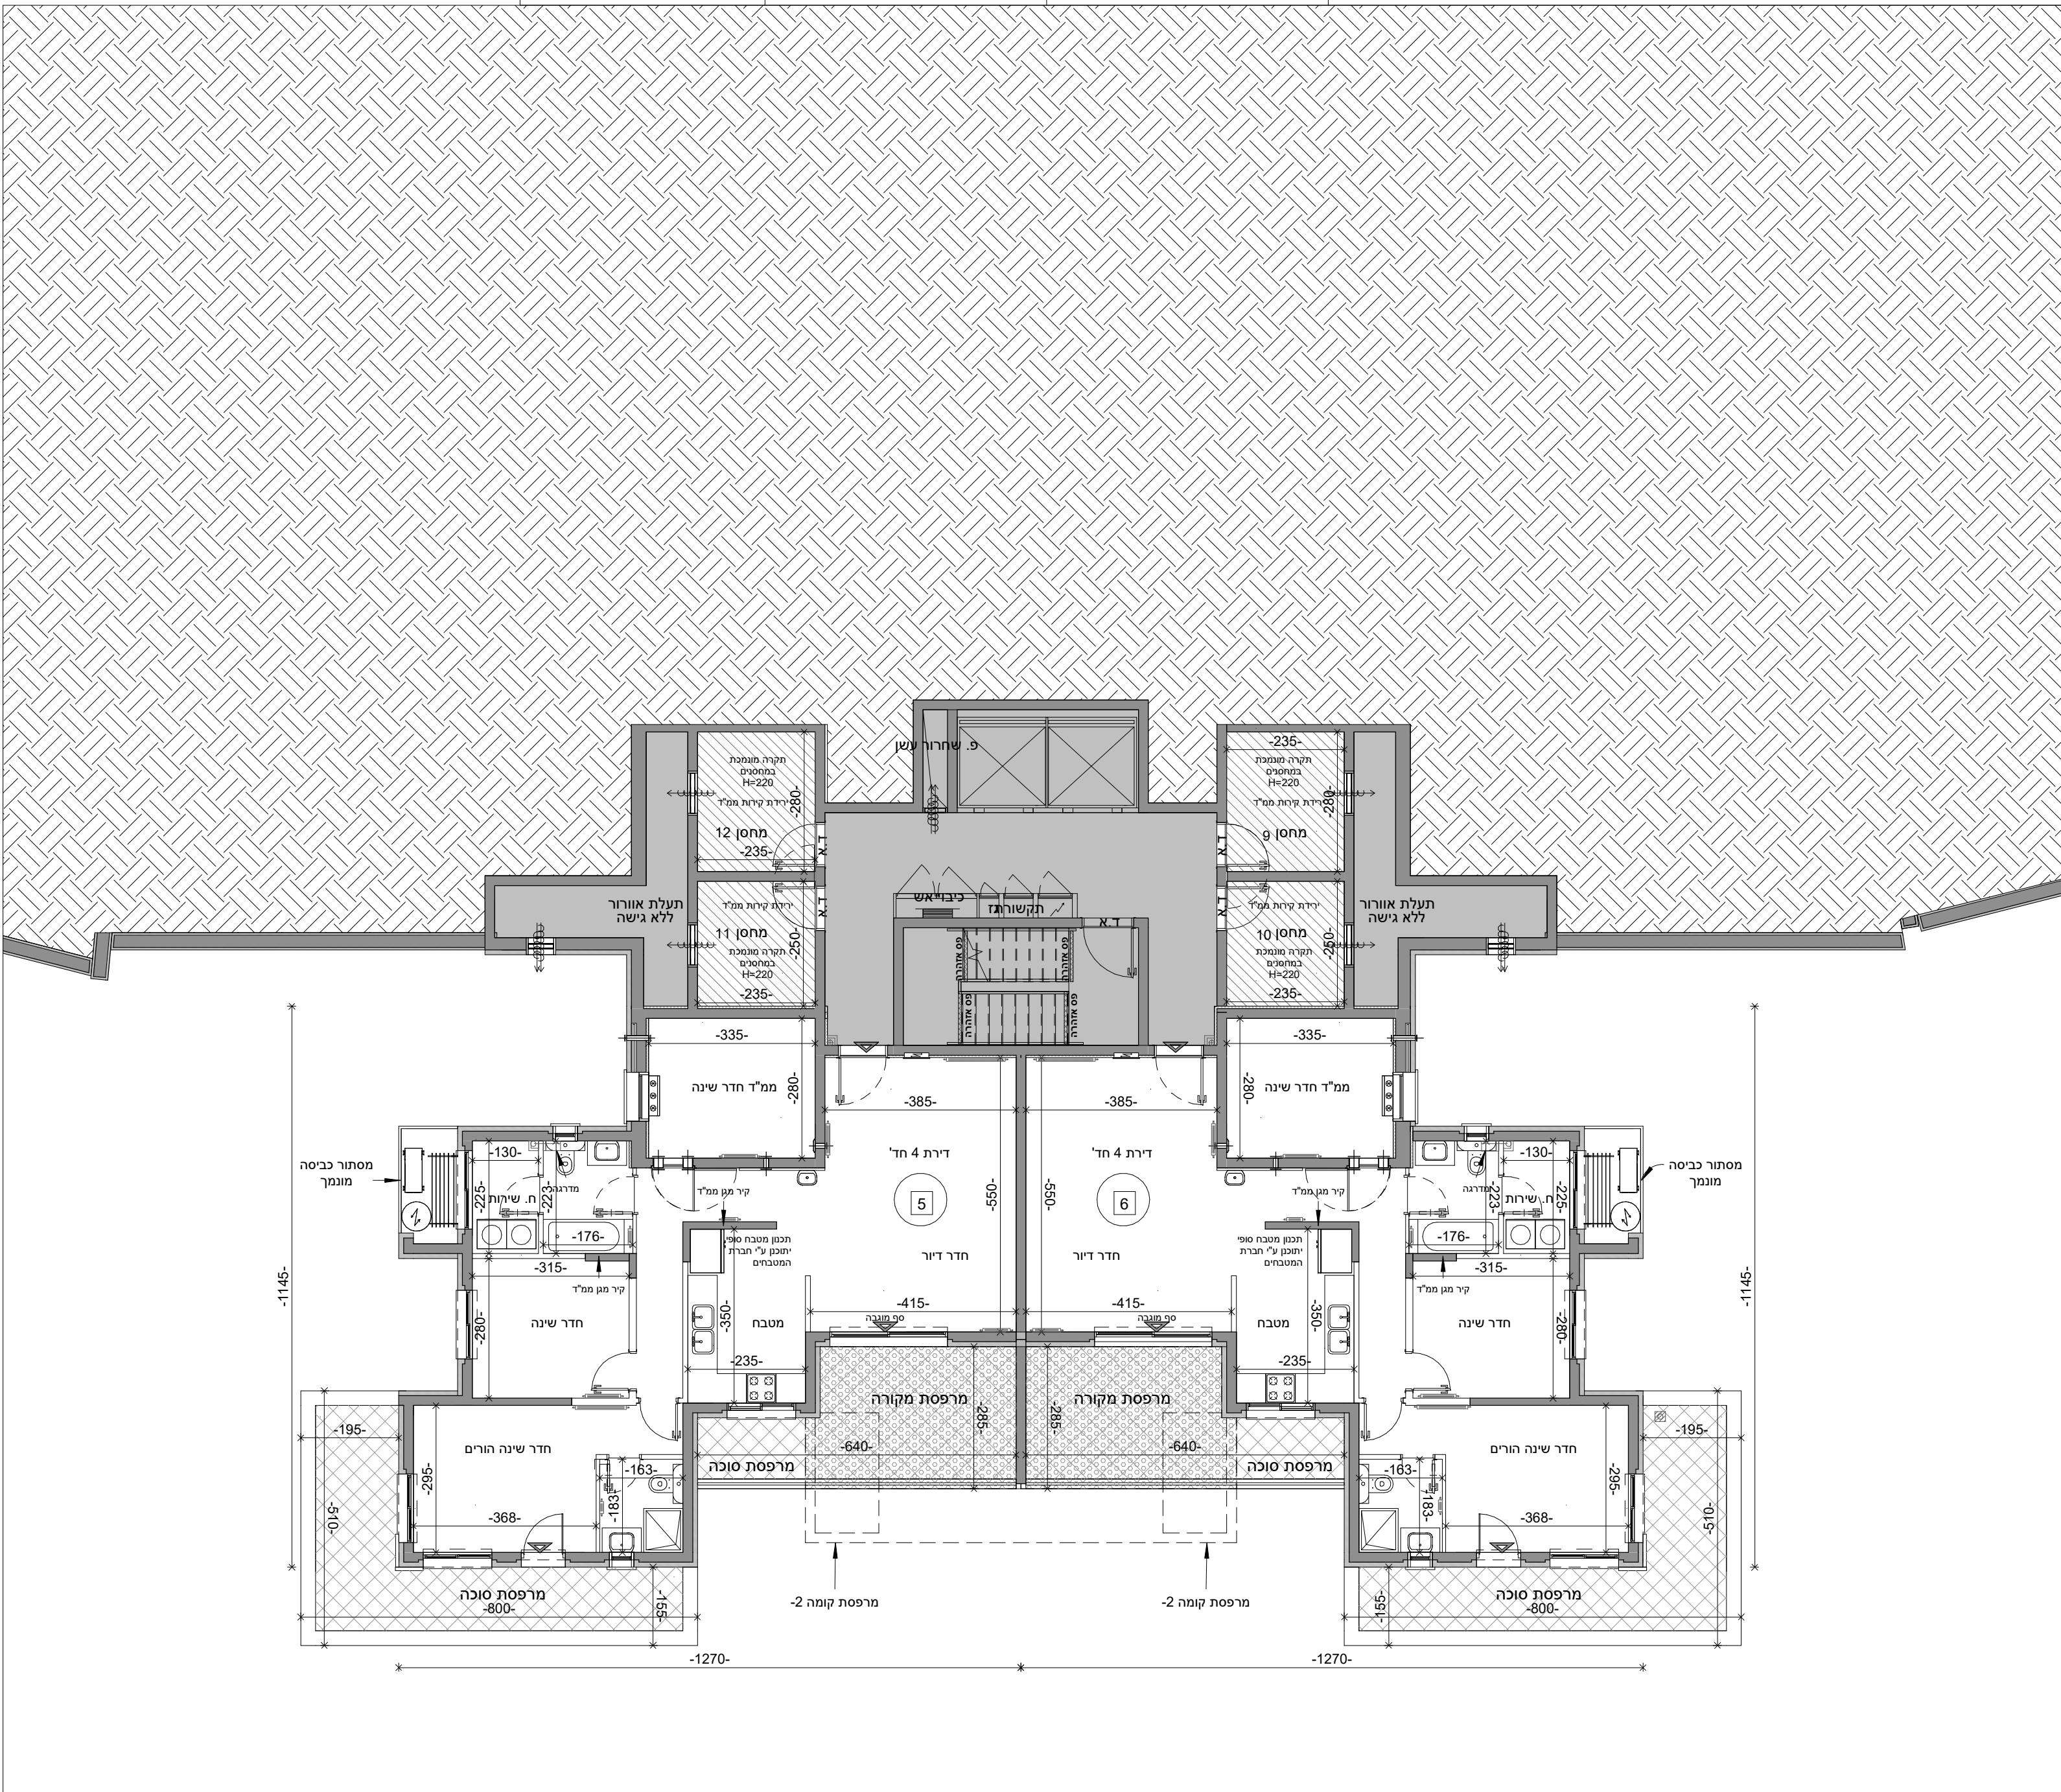 פ. שחרור עשן
-235-
תקרה מונמכת
במחסנים
H=220
ירידת קירות ממ"ד
-280-
מחסן 12
-235-
תקרה מונמכת
במחסנים
H=220
ירידת קירות ממ"ד
-280-
מחסן 9
ד.א
ד.א
כיבוי אש
תקשורת
גז
ד.א
ד.א
ד.א
תעלת אוורור
ללא גישה
ירידת קירות ממ"ד
מחסן 11
תקרה מונמכת
במחסנים
H=220
-250-
-235-
פס אזהרה
פס אזהרה
פס אזהרה
פס אזהרה
ירידת קירות ממ"ד
מחסן 10
תקרה מונמכת
במחסנים
H=220
-250-
-235-
תעלת אוורור
ללא גישה
-335-
ממ"ד חדר שינה
-280-
-385-
-385-
-335-
ממ"ד חדר שינה
-280-
מסתור כביסה
מונמך
-130-
ח. שירות
-225-
-223-
מדרגה
-176-
קיר מגן ממ"ד
דירת 4 חד'
5
-550-
חדר דיור
דירת 4 חד'
6
-550-
חדר דיור
קיר מגן ממ"ד
מדרגה
-223-
ח. שירות
-130-
-225-
-176-
מסתור כביסה
מונמך
תכנון מטבח סופי
יתוכנן ע"י חברת
המטבחים
תכנון מטבח סופי
יתוכנן ע"י חברת
המטבחים
-1145-
-315-
קיר מגן ממ"ד
חדר שינה
-280-
-350-
מטבח
-235-
-415-
סף מוגבה
-415-
סף מוגבה
מטבח
-350-
-235-
-315-
קיר מגן ממ"ד
חדר שינה
-280-
-1145-
מרפסת מקורה
-285-
-640-
מרפסת סוכה
מרפסת מקורה
-285-
-640-
מרפסת סוכה
-195-
-510-
חדר שינה הורים
-295-
-368-
-163-
-183-
-163-
-183-
חדר שינה הורים
-295-
-368-
-195-
-510-
מרפסת סוכה
-800-
-155-
מרפסת קומה 2-
מרפסת קומה 2-
מרפסת סוכה
-800-
-155-
-1270-
-1270-